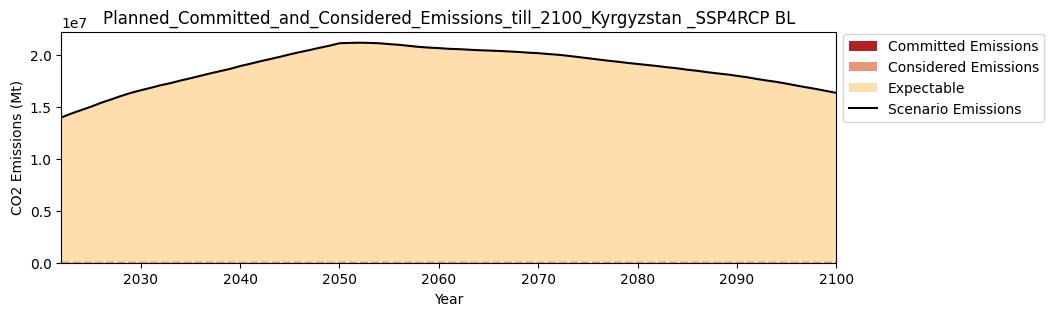 Planned_Committed_and_Considered_Emissions_till_2100_Kyrgyzstan _SSP4RCP BL
1e7
Committed Emissions
Considered Emissions
Expectable
Scenario Emissions
CO2 Emissions (Mt)
2.0
1.5
1.0
0.5
0.0
2030 2040 2050 2060 2070 2080 2090 2100
Year